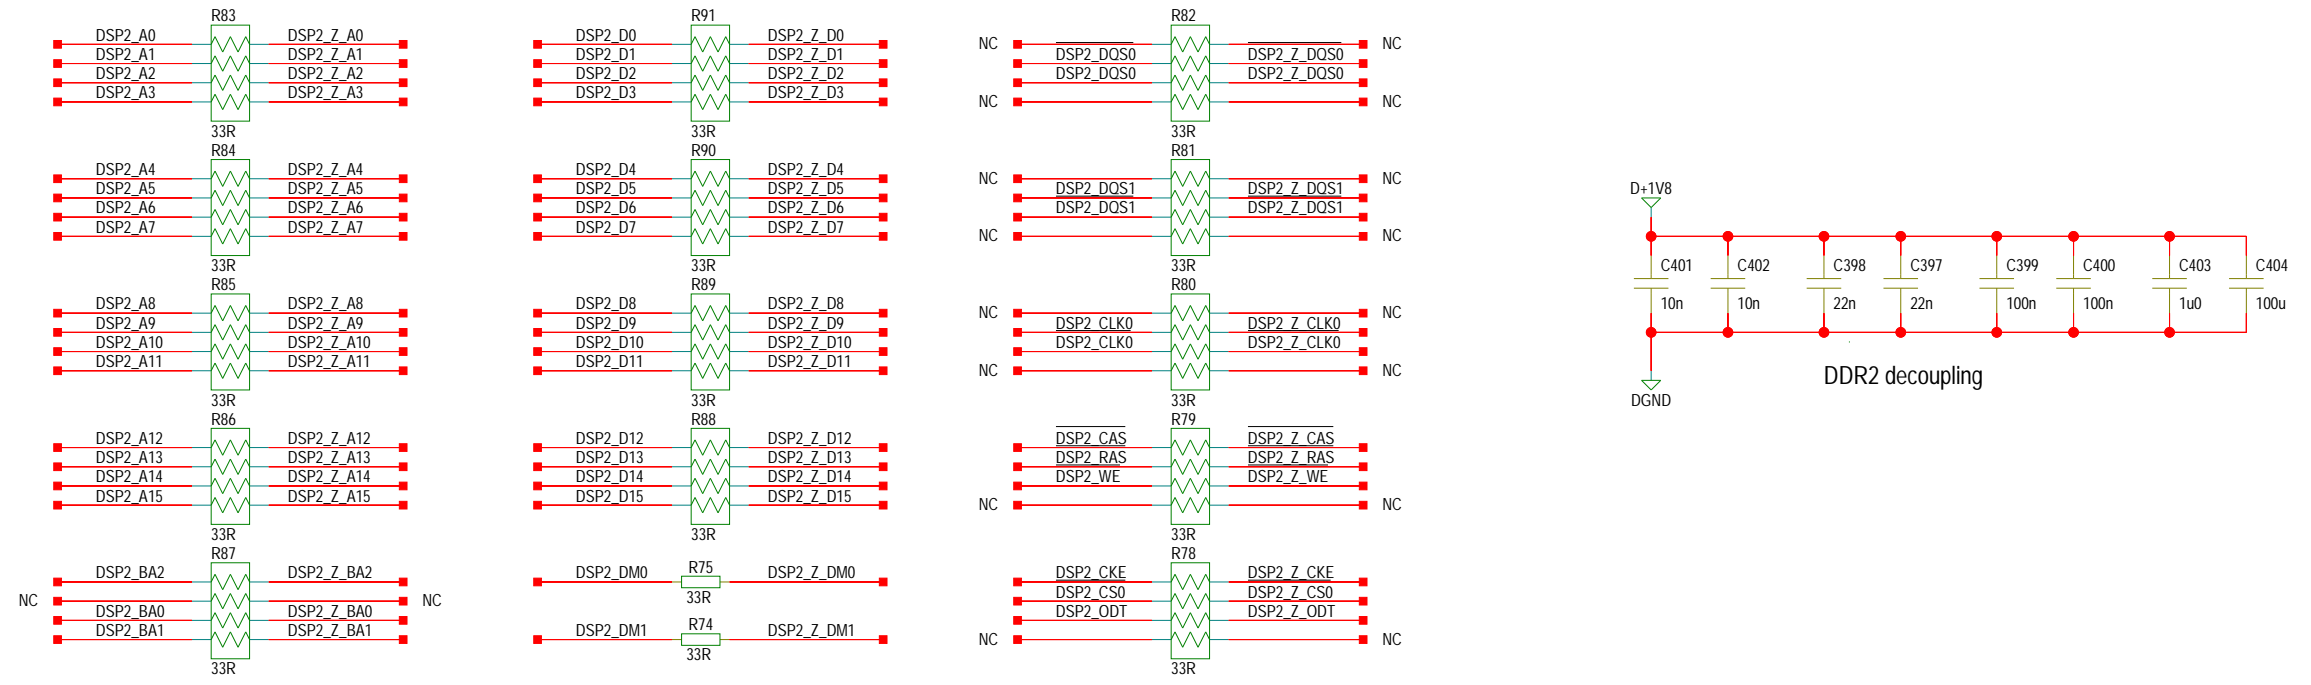 R83
DSP2_A0 DSP2_Z_A0
DSP2_A1 DSP2_Z_A1
DSP2_A2 DSP2_Z_A2
DSP2_A3 DSP2_Z_A3
33R
R84
DSP2_A4 DSP2_Z_A4
DSP2_A5 DSP2_Z_A5
DSP2_A6 DSP2_Z_A6
DSP2_A7 DSP2_Z_A7
33R
R85
DSP2_A8 DSP2_Z_A8
DSP2_A9 DSP2_Z_A9
DSP2_A10 DSP2_Z_A10
DSP2_A11 DSP2_Z_A11
33R
R86
DSP2_A12 DSP2_Z_A12
DSP2_A13 DSP2_Z_A13
DSP2_A14 DSP2_Z_A14
DSP2_A15 DSP2_Z_A15
33R
R87
DSP2_BA2 DSP2_Z_BA2
NC NC
DSP2_BA0 DSP2_Z_BA0
DSP2_BA1 DSP2_Z_BA1
33R
R91
DSP2_D0 DSP2_Z_D0
DSP2_D1 DSP2_Z_D1
DSP2_D2 DSP2_Z_D2
DSP2_D3 DSP2_Z_D3
33R
R90
DSP2_D4 DSP2_Z_D4
DSP2_D5 DSP2_Z_D5
DSP2_D6 DSP2_Z_D6
DSP2_D7 DSP2_Z_D7
33R
R89
DSP2_D8 DSP2_Z_D8
DSP2_D9 DSP2_Z_D9
DSP2_D10 DSP2_Z_D10
DSP2_D11 DSP2_Z_D11
33R
R88
DSP2_D12 DSP2_Z_D12
DSP2_D13 DSP2_Z_D13
DSP2_D14 DSP2_Z_D14
DSP2_D15 DSP2_Z_D15
33R
DSP2_DM0 R75 DSP2_Z_DM0
33R
DSP2_DM1 R74 DSP2_Z_DM1
33R
R82
NC NC
DSP2_DQS0 DSP2_Z_DQS0
DSP2_DQS0 DSP2_Z_DQS0
NC NC
33R
R81
NC NC
DSP2_DQS1 DSP2_Z_DQS1
DSP2_DQS1 DSP2_Z_DQS1
NC NC
33R
R80
NC NC
DSP2_CLK0 DSP2_Z_CLK0
DSP2_CLK0 DSP2_Z_CLK0
NC NC
33R
R79
DSP2_CAS DSP2_Z_CAS
DSP2_RAS DSP2_Z_RAS
DSP2_WE DSP2_Z_WE
NC NC
33R
R78
DSP2_CKE DSP2_Z_CKE
DSP2_CS0 DSP2_Z_CS0
DSP2_ODT DSP2_Z_ODT
NC NC
33R
D+1V8
C401 C402 C398 C397 C399 C400 C403 C404
10n 10n 22n 22n 100n 100n 1u0 100u
DDR2 decoupling
DGND